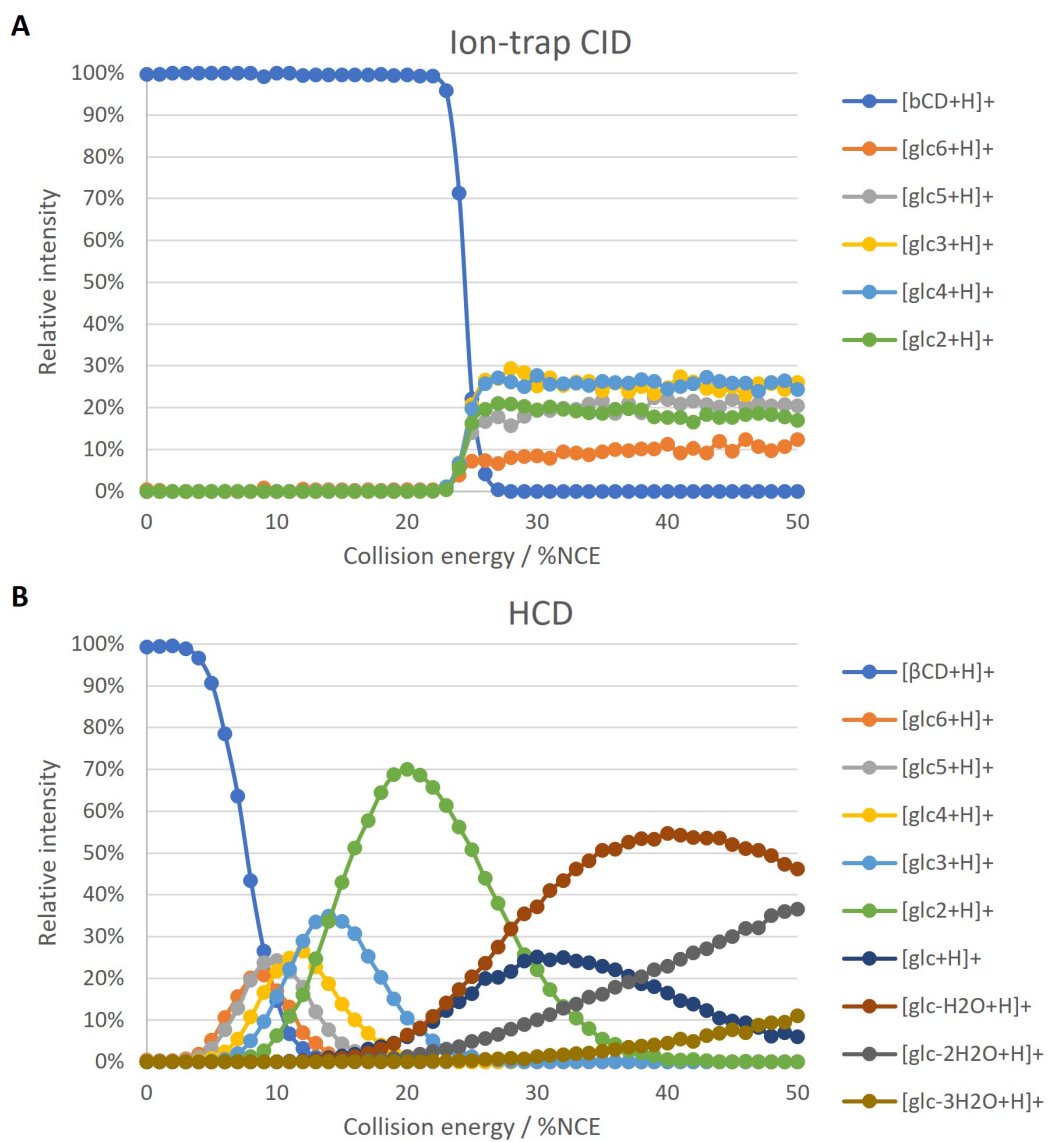 A
Ion-trap CID
100%
90%
80%
70%
60%
50%
40%
30%
20%
10%
0%
Relative intensity
0 10 20 30 40 50
Collision energy / %NCE
[bCD+H]+
[glc6+H]+
[glc5+H]+
[glc3+H]+
[glc4+H]+
[glc2+H]+
B
HCD
100%
90%
80%
70%
60%
50%
40%
30%
20%
10%
0%
Relative intensity
0 10 20 30 40 50
Collision energy / %NCE
[βCD+H]+
[glc6+H]+
[glc5+H]+
[glc4+H]+
[glc3+H]+
[glc2+H]+
[glc+H]+
[glc-H2O+H]+
[glc-2H2O+H]+
[glc-3H2O+H]+